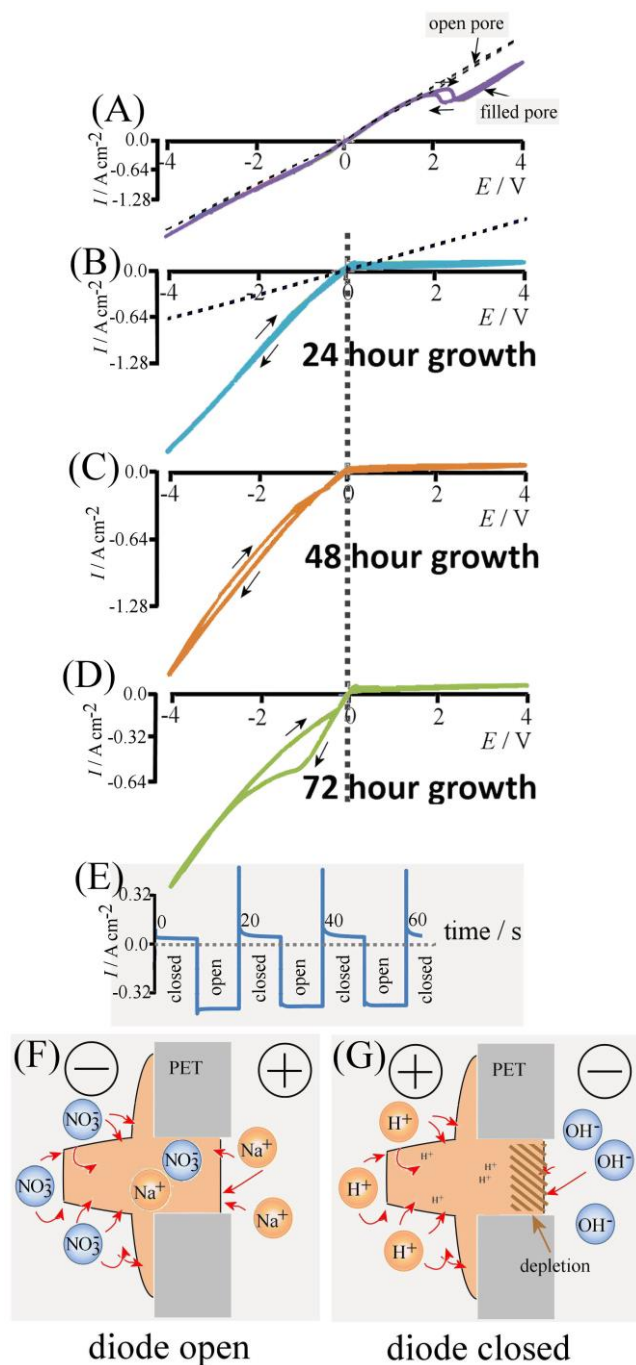 (A)
open pore
filled pore
I / A cm-2
0.0
-0.64
-1.28
-4
-2
0
2
4
E / V
(B)
I / A cm-2
0.0
-0.64
-1.28
-4
-2
0
2
4
E / V
24 hour growth
(C)
I / A cm-2
0.0
-0.64
-1.28
-4
-2
0
2
4
E / V
48 hour growth
(D)
I / A cm-2
0.0
-0.32
-0.64
-4
-2
0
2
4
E / V
72 hour growth
(E)
I / A cm-2
0.32
0.0
-0.32
0
20
40
60
time / s
closed
open
closed
open
closed
open
closed
(F)
−
PET
+
NO3-
NO3-
NO3-
NO3-
Na+
Na+
Na+
diode open
(G)
+
PET
−
H+
H+
H+
H+
H+
H+
H+
OH-
OH-
OH-
depletion
diode closed